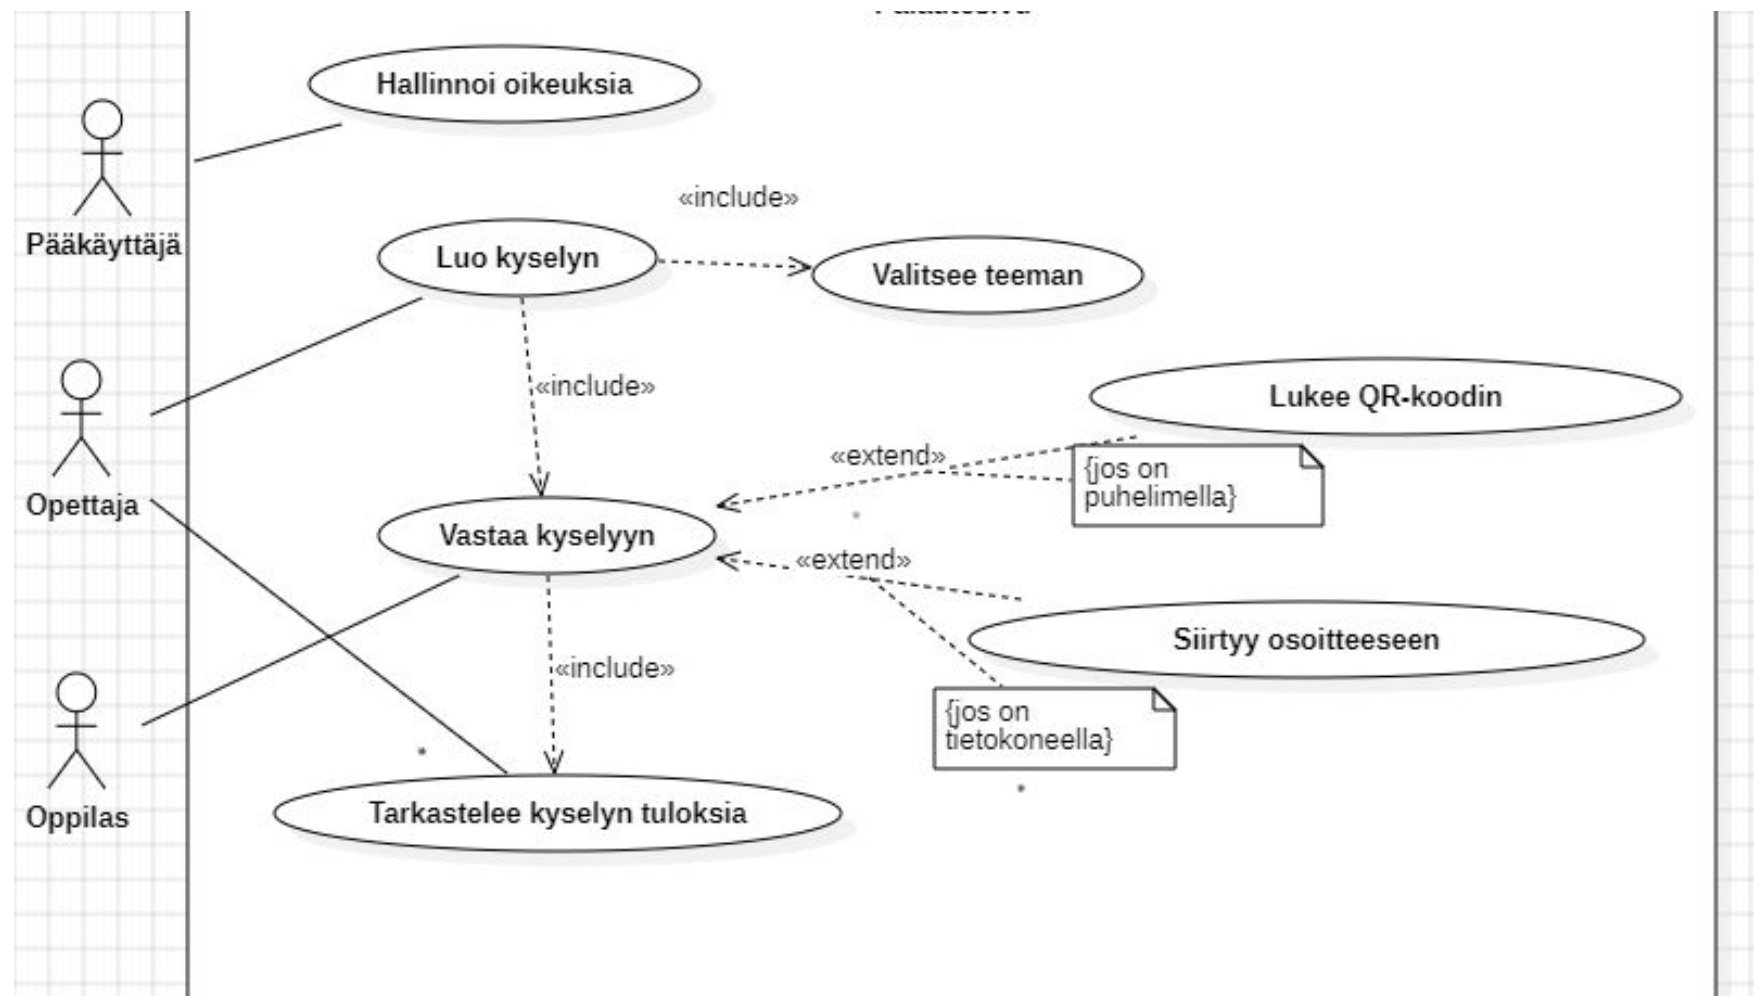 Hallinnoi oikeuksia
Pääkäyttäjä
«include»
Luo kyselyn
Valitsee teeman
«include»
Lukee QR-koodin
«extend»
{jos on
puhelimella}
Opettaja
Vastaa kyselyyn
«extend»
Siirtyy osoitteeseen
«include»
{jos on
tietokoneella}
Oppilas
Tarkastelee kyselyn tuloksia